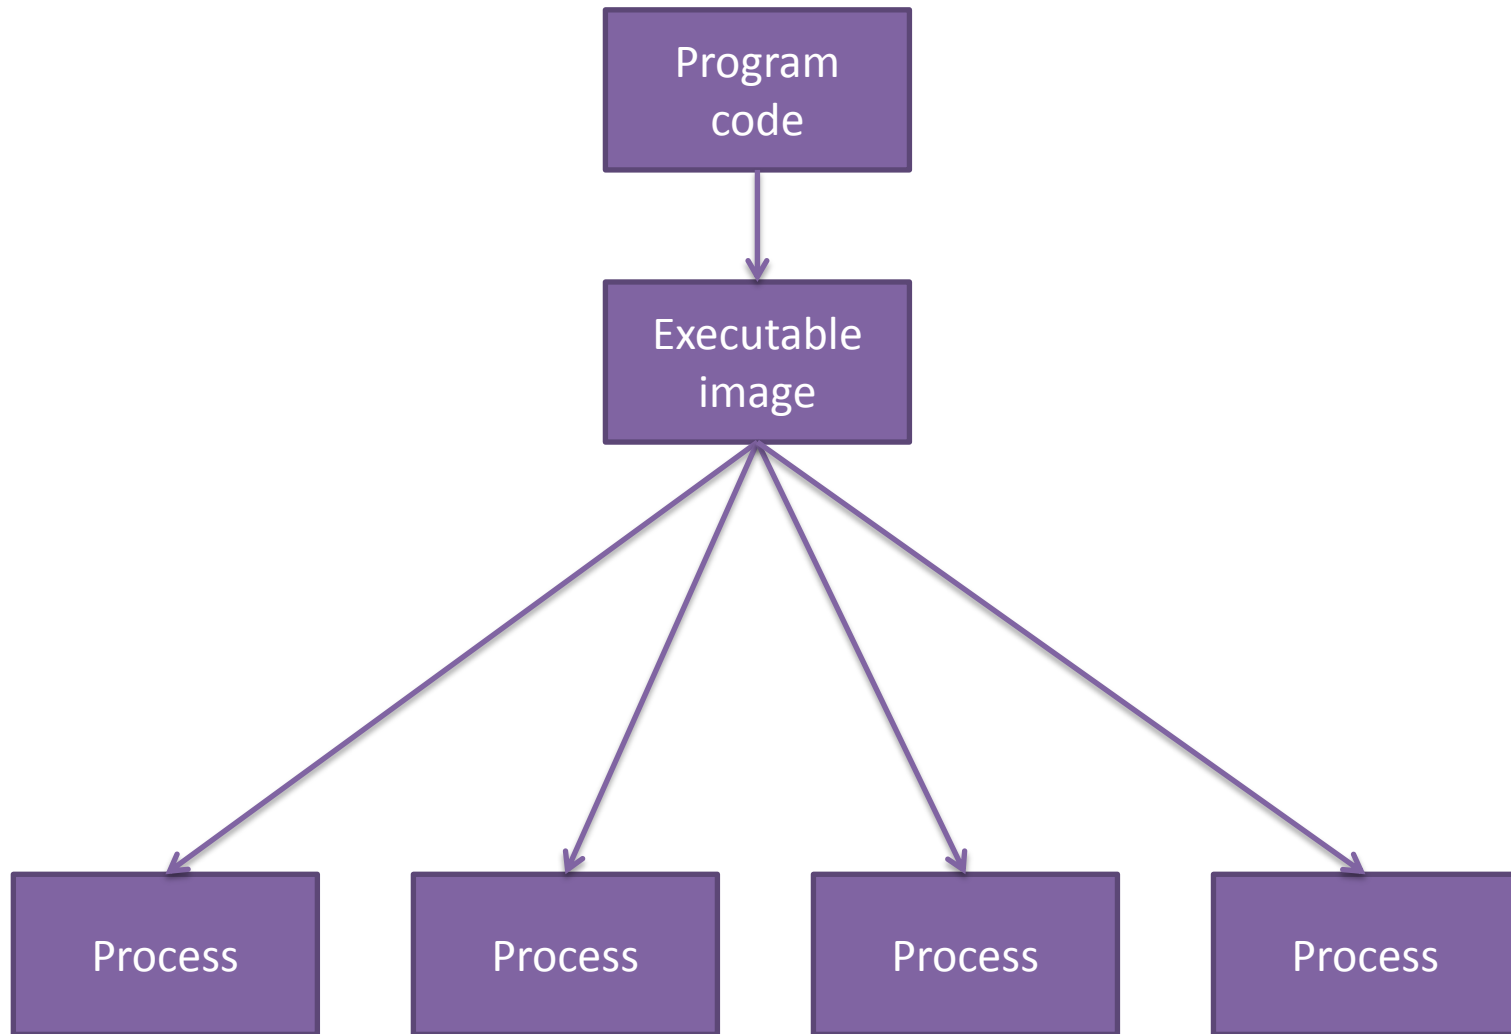 Program
code
Executable
image
Process
Process
Process
Process